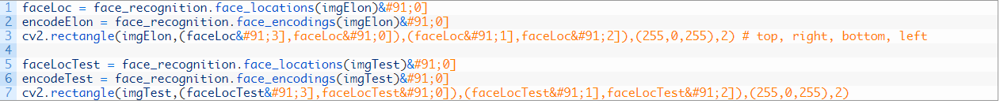 1 faceLoc = face_recognition.face_locations(imgElon)&#91;0]
2 encodeElon = face_recognition.face_encodings(imgElon)&#91;0]
3 cv2.rectangle(imgElon,(faceLoc&#91;3],faceLoc&#91;0]),(faceLoc&#91;1],faceLoc&#91;2]),(255,0,255),2) # top, right, bottom, left
4
5 faceLocTest = face_recognition.face_locations(imgTest)&#91;0]
6 encodeTest = face_recognition.face_encodings(imgTest)&#91;0]
7 cv2.rectangle(imgTest,(faceLocTest&#91;3],faceLocTest&#91;0]),(faceLocTest&#91;1],faceLocTest&#91;2]),(255,0,255),2)